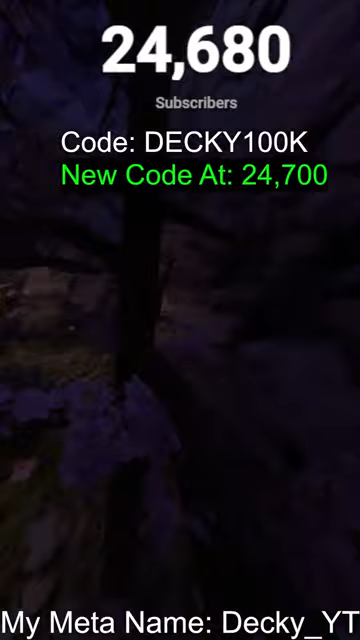 24,680
Subscribers
Code: DECKY100K
New Code At: 24,700
My Meta Name: Decky_YT